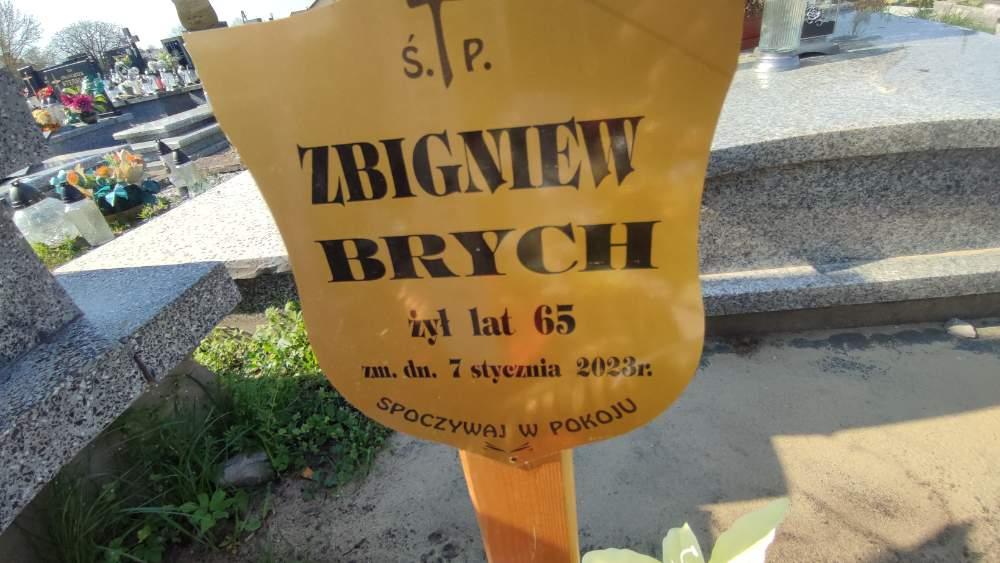 Ś. P.
ZBIGNIEW
BRYCH
żył lat 65
zm. dn. 7 stycznia 2023r.
SPOCZYWAJ W POKOJU